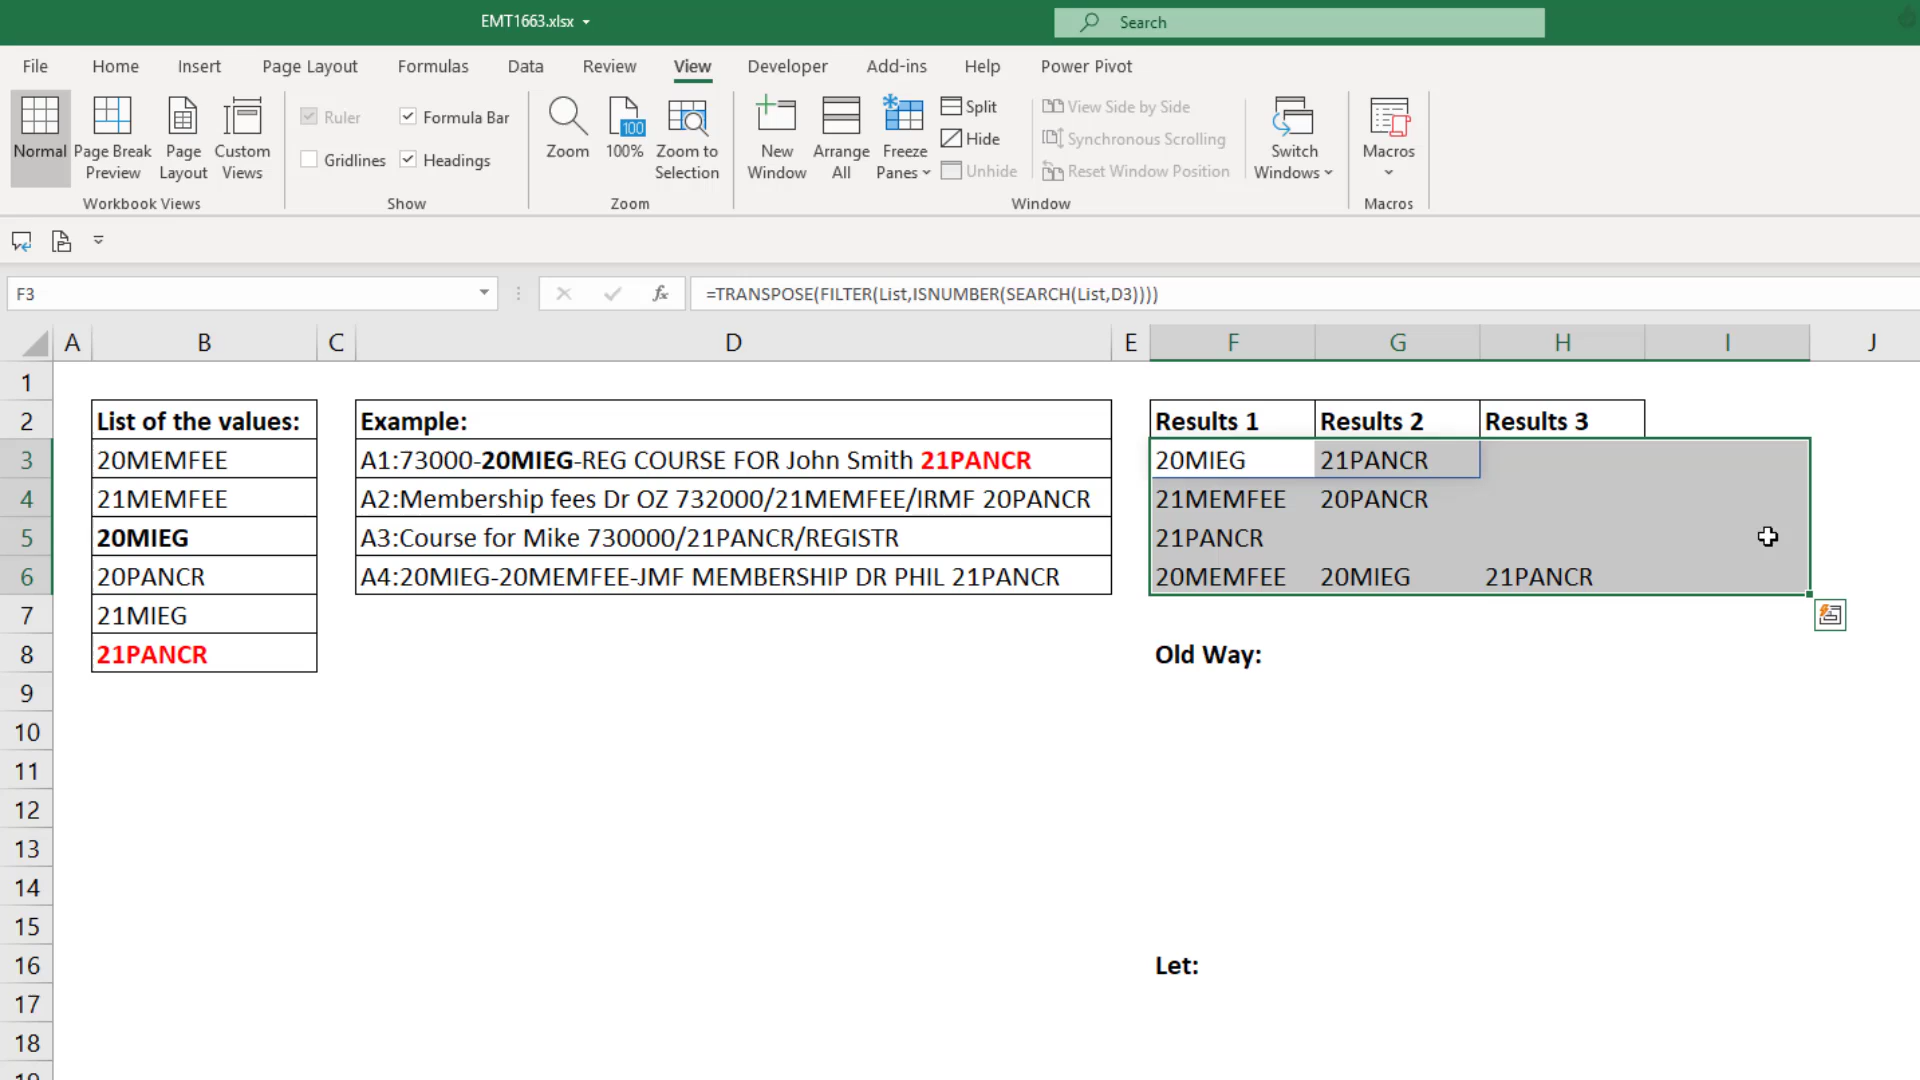 EMT1663.xlsx
Search
File Home Insert Page Layout Formulas Data Review View Developer Add-ins Help Power Pivot
Normal
Page Break Preview
Page Layout
Custom Views
Workbook Views
Ruler
Formula Bar
Gridlines
Headings
Show
Zoom
100
100%
Zoom to Selection
Zoom
New Window
Arrange All
Freeze Panes
Split
Hide
Unhide
View Side by Side
Synchronous Scrolling
Reset Window Position
Window
Switch Windows
Macros
Macros
F3
fx
=TRANSPOSE(FILTER(List,ISNUMBER(SEARCH(List,D3))))
A B C D E F G H I J
1
2 List of the values: Example: Results 1 Results 2 Results 3
3 20MEMFEE A1:73000-20MIEG-REG COURSE FOR John Smith 21PANCR 20MIEG 21PANCR
4 21MEMFEE A2:Membership fees Dr OZ 732000/21MEMFEE/IRMF 20PANCR 21MEMFEE 20PANCR
5 20MIEG A3:Course for Mike 730000/21PANCR/REGISTR 21PANCR
6 20PANCR A4:20MIEG-20MEMFEE-JMF MEMBERSHIP DR PHIL 21PANCR 20MEMFEE 20MIEG 21PANCR
7 21MIEG
8 21PANCR Old Way:
9
10
11
12
13
14
15
16 Let:
17
18
19